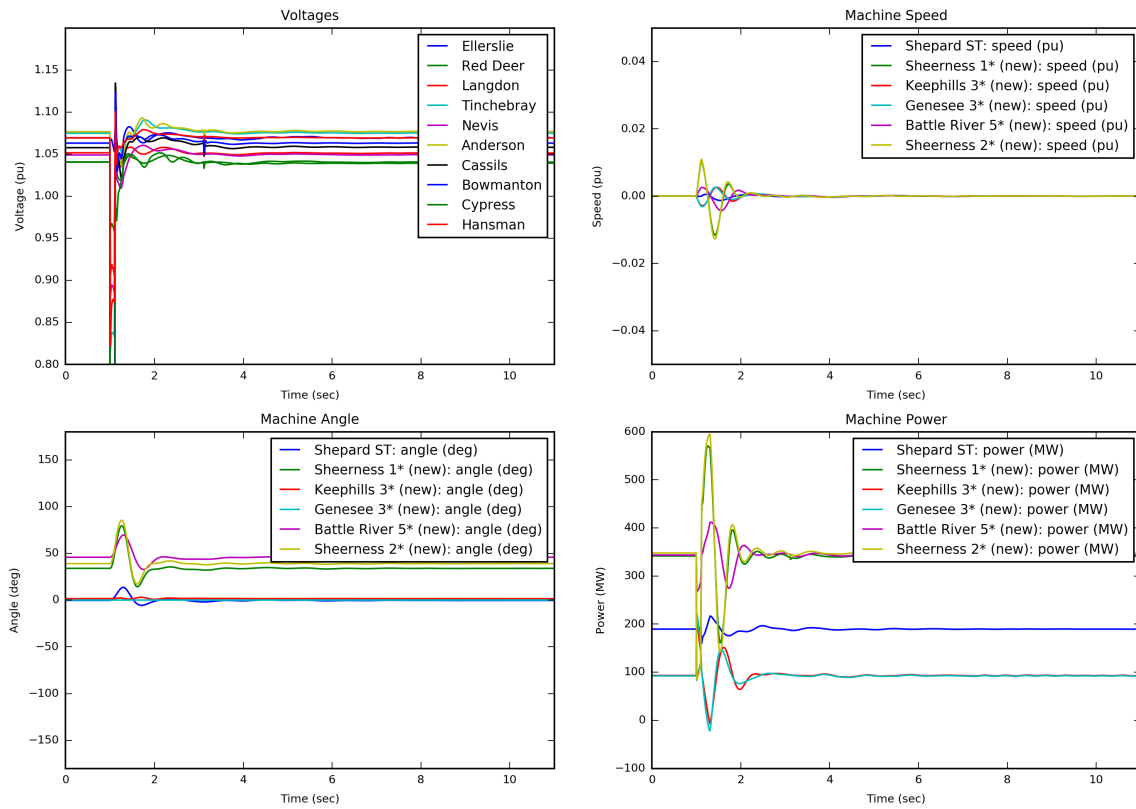 Voltages
1.15
1.10
1.05
1.00
0.95
0.90
0.85
0.80
Voltage (pu)
Ellerslie
Red Deer
Langdon
Tinchebray
Nevis
Anderson
Cassils
Bowmanton
Cypress
Hansman
0 2 4 6 8 10
Time (sec)
Machine Speed
0.04
0.02
0.00
−0.02
−0.04
Speed (pu)
Shepard ST: speed (pu)
Sheerness 1* (new): speed (pu)
Keephills 3* (new): speed (pu)
Genesee 3* (new): speed (pu)
Battle River 5* (new): speed (pu)
Sheerness 2* (new): speed (pu)
0 2 4 6 8 10
Time (sec)
Machine Angle
150
100
50
0
−50
−100
−150
Angle (deg)
Shepard ST: angle (deg)
Sheerness 1* (new): angle (deg)
Keephills 3* (new): angle (deg)
Genesee 3* (new): angle (deg)
Battle River 5* (new): angle (deg)
Sheerness 2* (new): angle (deg)
0 2 4 6 8 10
Time (sec)
Machine Power
600
500
400
300
200
100
0
−100
Power (MW)
Shepard ST: power (MW)
Sheerness 1* (new): power (MW)
Keephills 3* (new): power (MW)
Genesee 3* (new): power (MW)
Battle River 5* (new): power (MW)
Sheerness 2* (new): power (MW)
0 2 4 6 8 10
Time (sec)